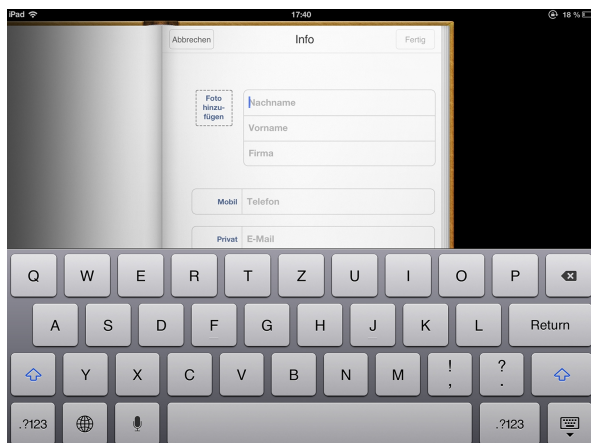 iPad 17:40 18 %
Abbrechen Info Fertig
Foto
hinzu-
fügen
Nachname
Vorname
Firma
Mobil Telefon
Privat E-Mail
Q W E R T Z U I O P
A S D F G H J K L Return
Y X C V B N M ! , ? .
.?123 .?123